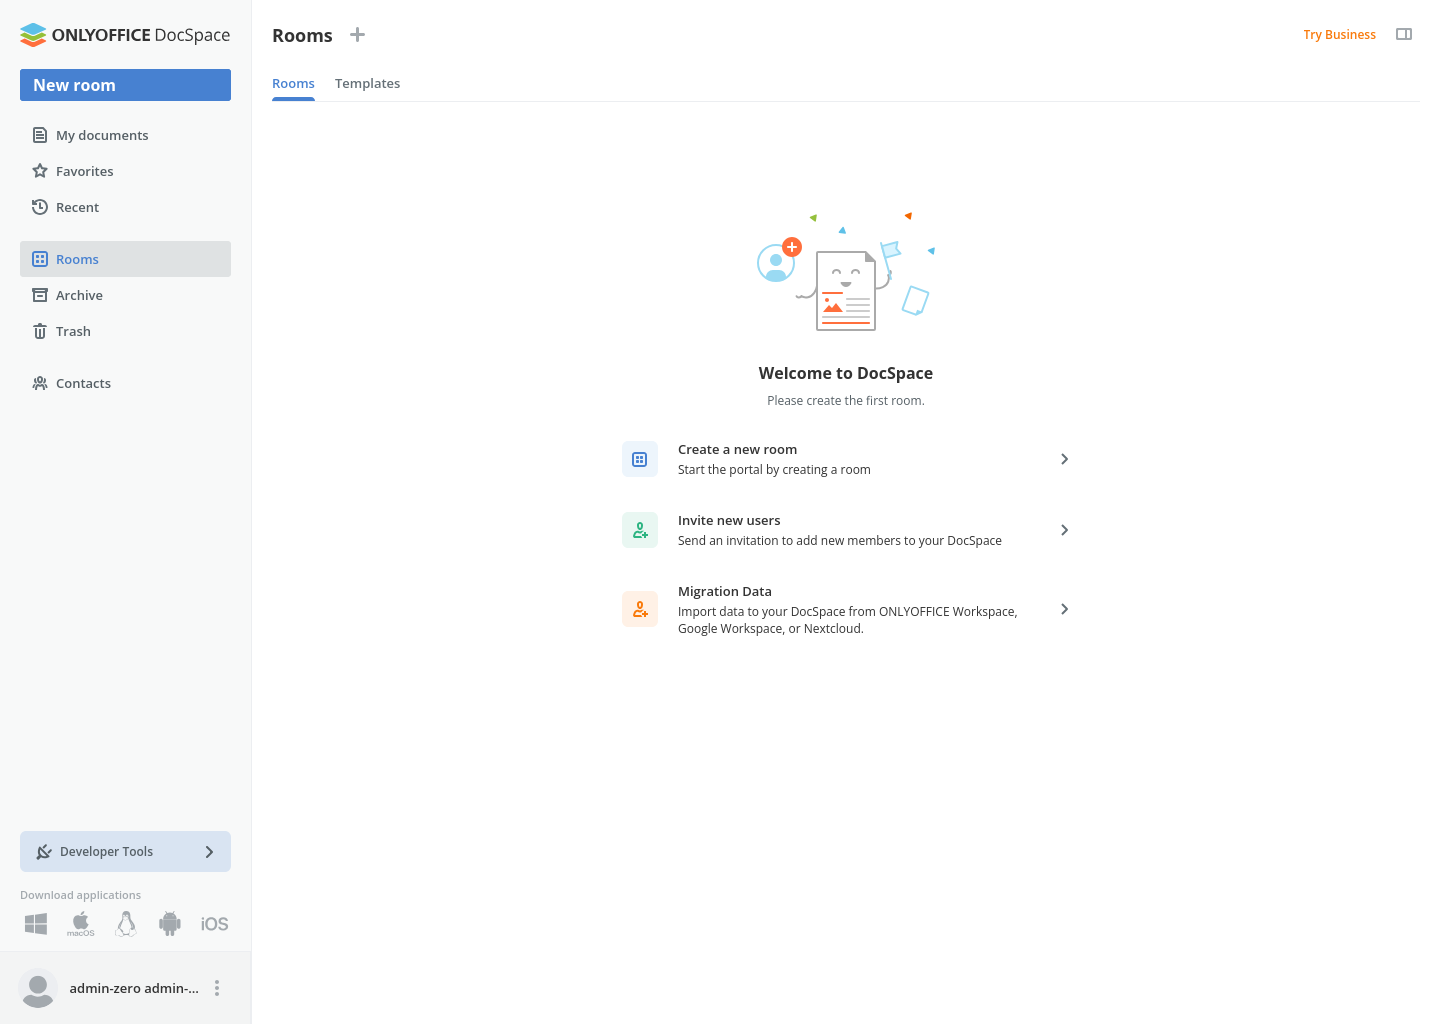 ONLYOFFICE DocSpace
New room
My documents
Favorites
Recent
Rooms
Archive
Trash
Contacts
Developer Tools
Download applications
macOS
iOS
admin-zero admin-...
Rooms
Try Business
Rooms
Templates
Welcome to DocSpace
Please create the first room.
Create a new room
Start the portal by creating a room
Invite new users
Send an invitation to add new members to your DocSpace
Migration Data
Import data to your DocSpace from ONLYOFFICE Workspace,
Google Workspace, or Nextcloud.